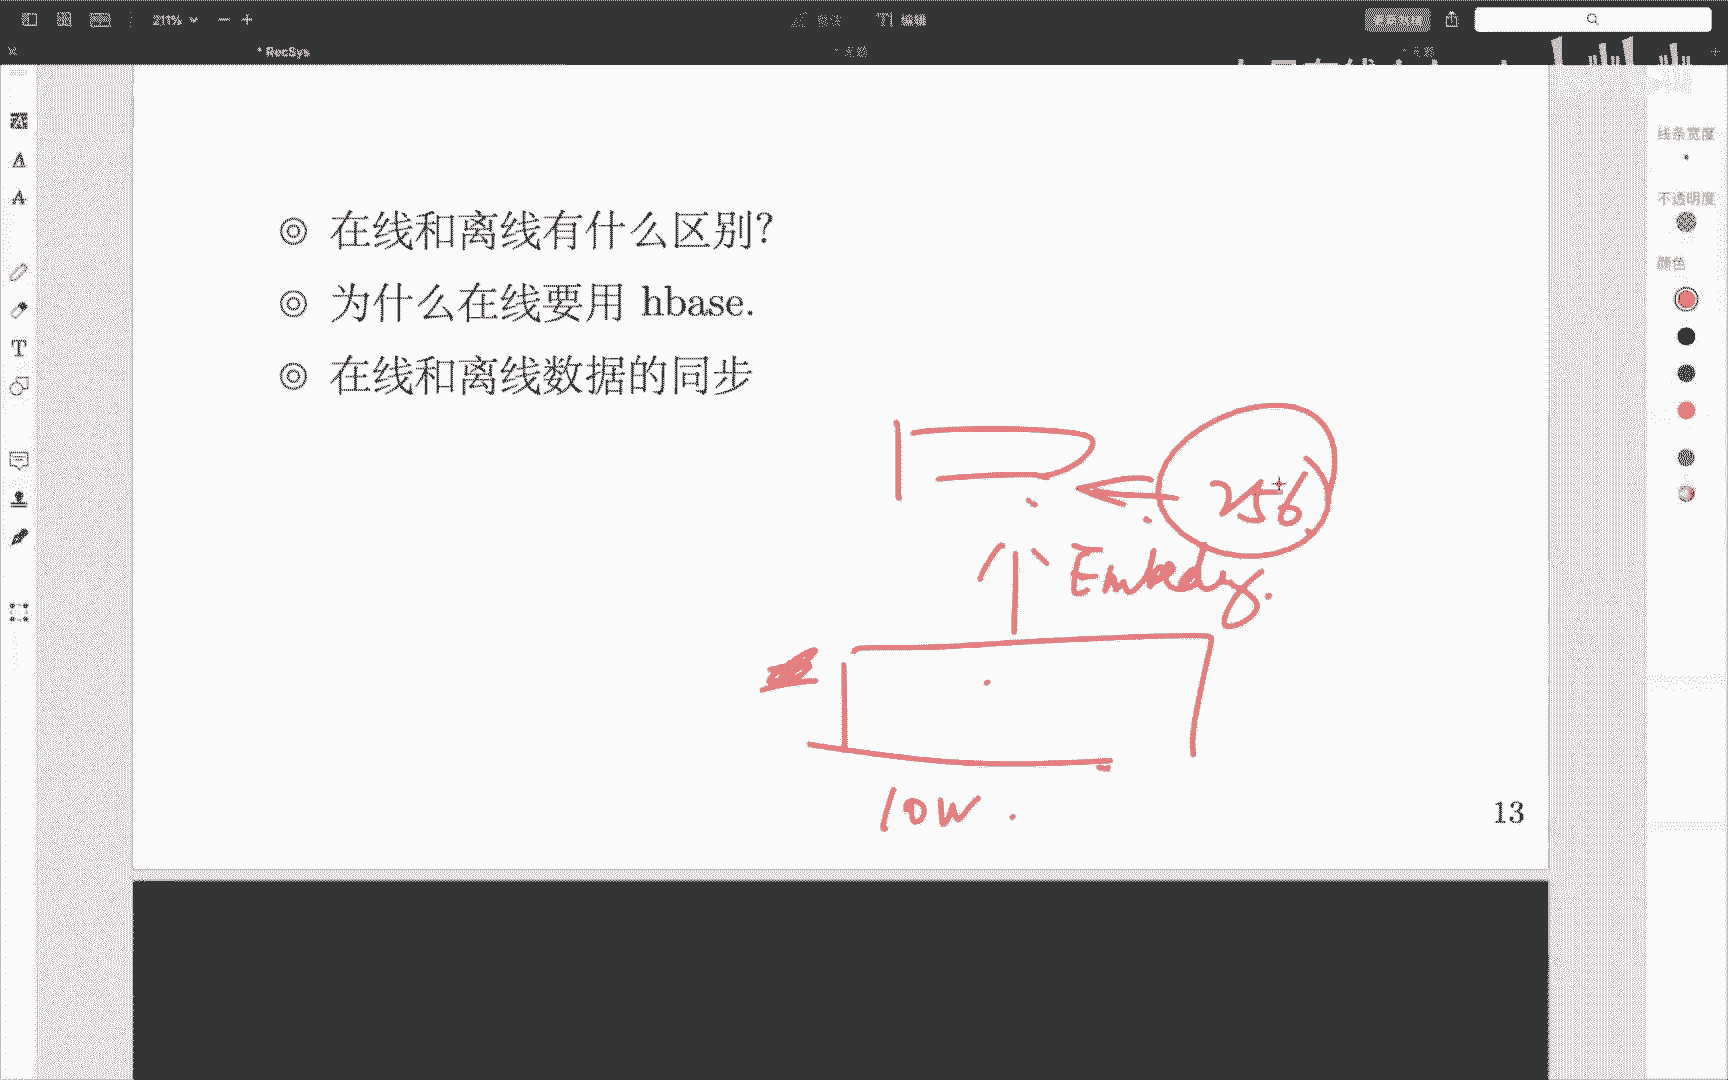 211%
编辑
* RecSys
线条宽度
不透明度
颜色
在线和离线有什么区别?
为什么在线要用 hbase.
在线和离线数据的同步
256
Embedding.
10w.
13